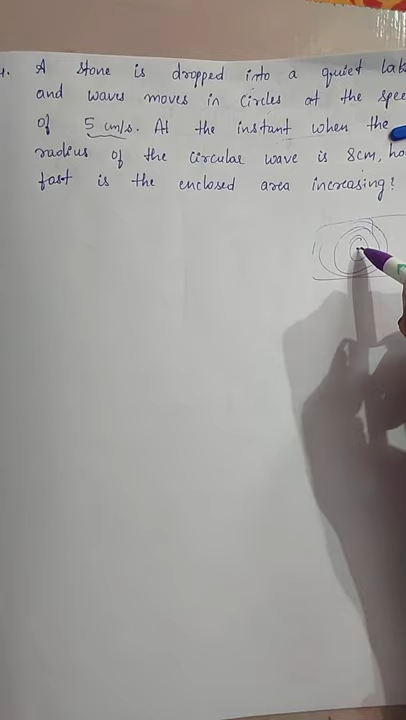 4. A stone is dropped into a quiet lak
and waves moves in circles at the spee
of 5 cm/s. At the instant when the
radius of the circular wave is 8cm, ho
fast is the enclosed area increasing?